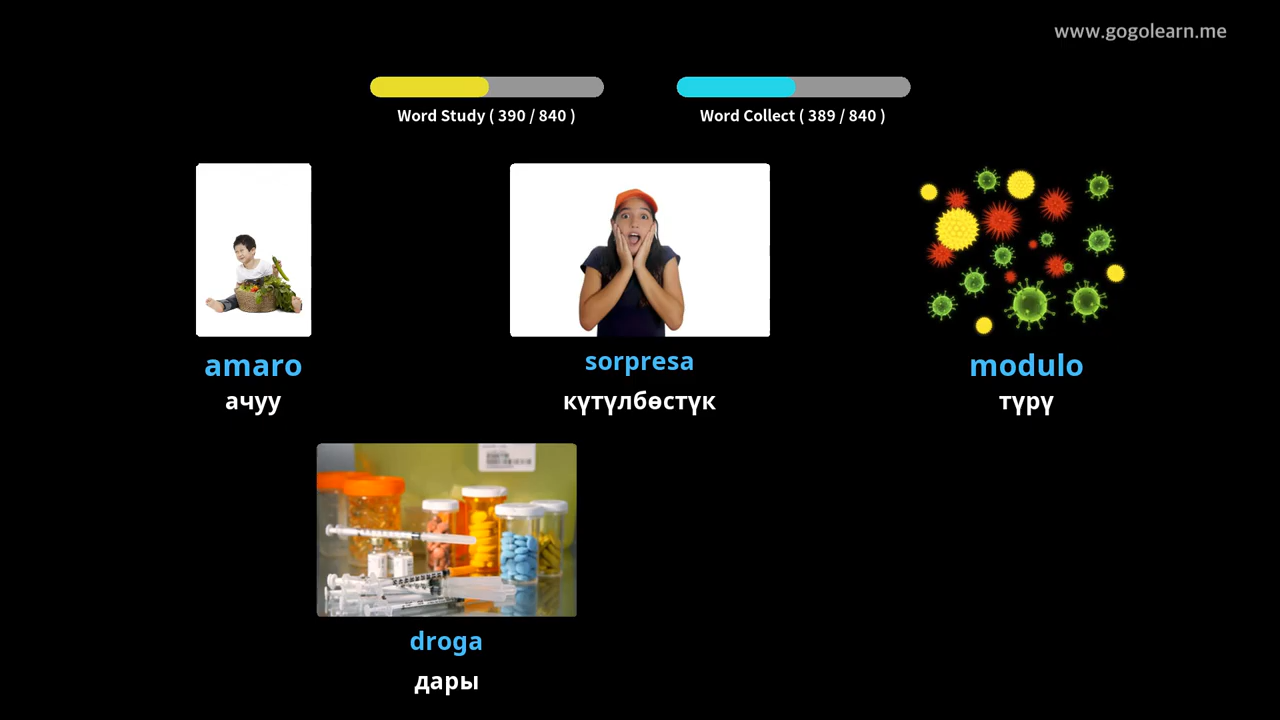 www.gogolearn.me
Word Study ( 390 / 840 )
Word Collect ( 389 / 840 )
amaro
ачуу
sorpresa
күтүлбөстүк
modulo
түрү
droga
дары